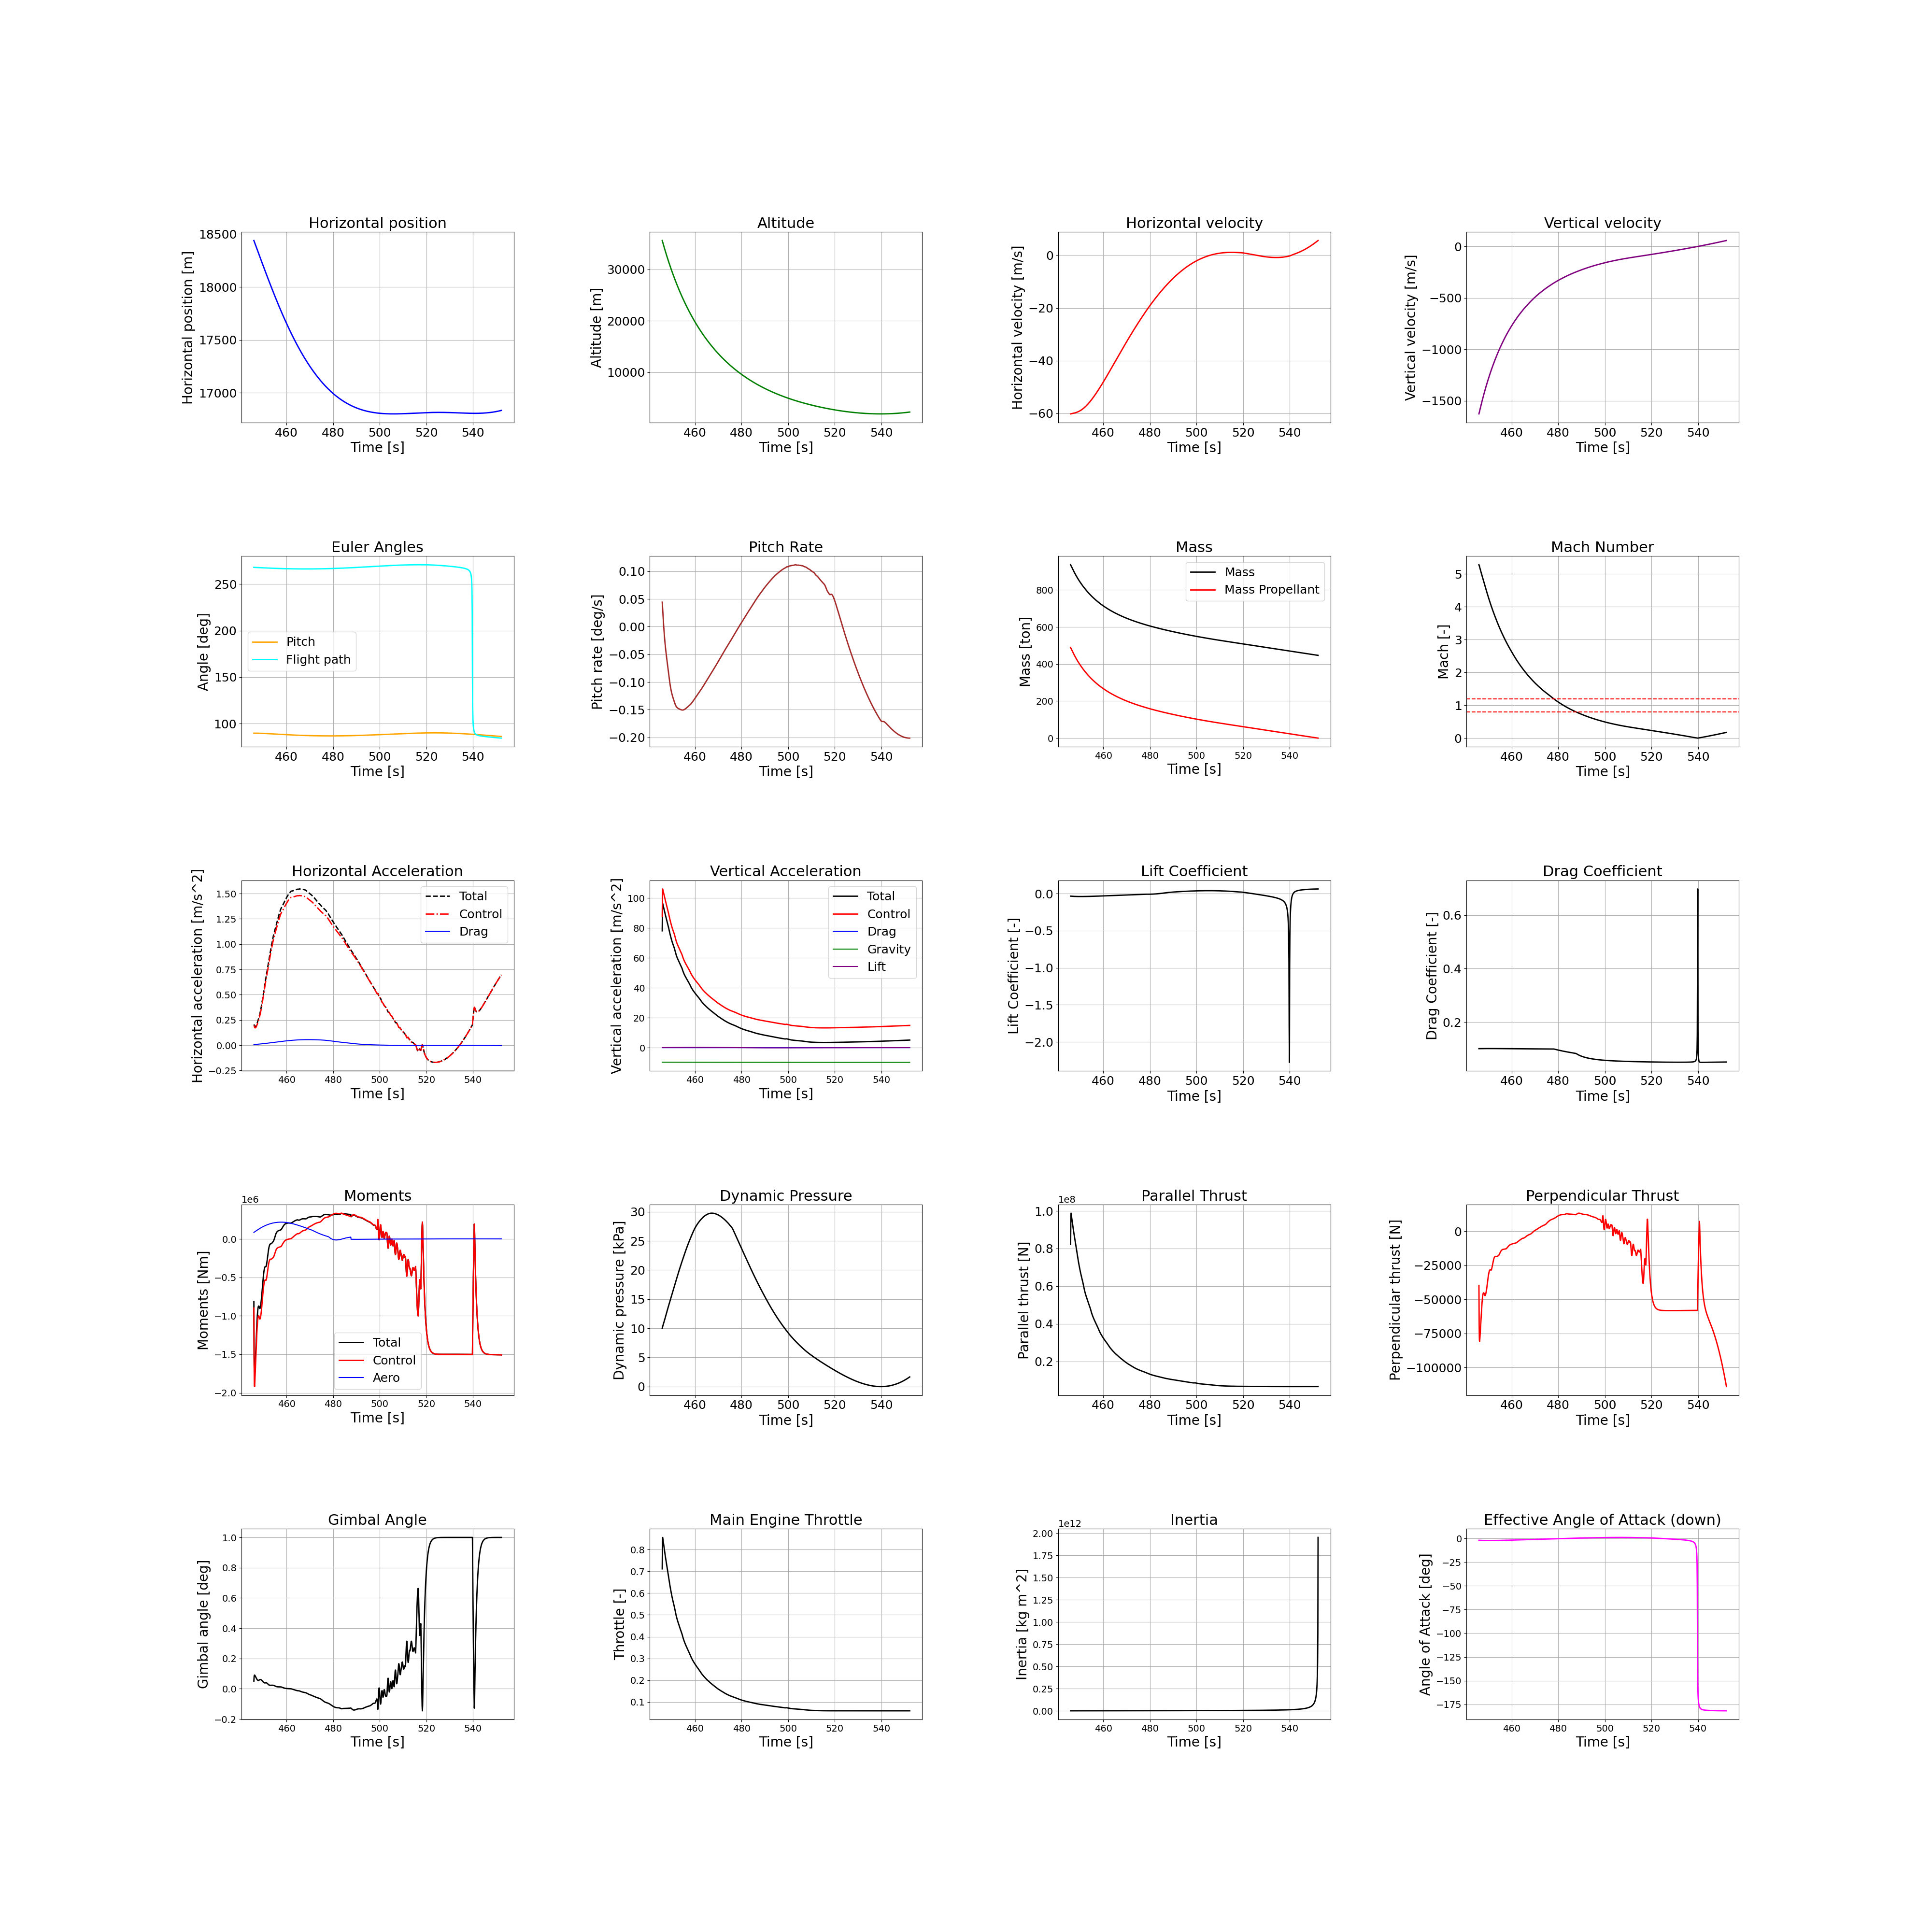 Horizontal position
Horizontal position [m]
18500
18000
17500
17000
460 480 500 520 540
Time [s]
Altitude
Altitude [m]
30000
20000
10000
460 480 500 520 540
Time [s]
Horizontal velocity
Horizontal velocity [m/s]
0
−20
−40
−60
460 480 500 520 540
Time [s]
Vertical velocity
Vertical velocity [m/s]
0
−500
−1000
−1500
460 480 500 520 540
Time [s]
Euler Angles
Angle [deg]
250
200
150
100
Pitch
Flight path
460 480 500 520 540
Time [s]
Pitch Rate
Pitch rate [deg/s]
0.10
0.05
0.00
−0.05
−0.10
−0.15
−0.20
460 480 500 520 540
Time [s]
Mass
Mass [ton]
800
600
400
200
0
Mass
Mass Propellant
460 480 500 520 540
Time [s]
Mach Number
Mach [-]
5
4
3
2
1
0
460 480 500 520 540
Time [s]
Horizontal Acceleration
Horizontal acceleration [m/s^2]
1.50
1.25
1.00
0.75
0.50
0.25
0.00
−0.25
Total
Control
Drag
460 480 500 520 540
Time [s]
Vertical Acceleration
Vertical acceleration [m/s^2]
100
80
60
40
20
0
Total
Control
Drag
Gravity
Lift
460 480 500 520 540
Time [s]
Lift Coefficient
Lift Coefficient [-]
0.0
−0.5
−1.0
−1.5
−2.0
460 480 500 520 540
Time [s]
Drag Coefficient
Drag Coefficient [-]
0.6
0.4
0.2
460 480 500 520 540
Time [s]
Moments
1e6
Moments [Nm]
0.0
−0.5
−1.0
−1.5
−2.0
Total
Control
Aero
460 480 500 520 540
Time [s]
Dynamic Pressure
Dynamic pressure [kPa]
30
25
20
15
10
5
0
460 480 500 520 540
Time [s]
Parallel Thrust
1e8
Parallel thrust [N]
1.0
0.8
0.6
0.4
0.2
460 480 500 520 540
Time [s]
Perpendicular Thrust
Perpendicular thrust [N]
0
−25000
−50000
−75000
−100000
460 480 500 520 540
Time [s]
Gimbal Angle
Gimbal angle [deg]
1.0
0.8
0.6
0.4
0.2
0.0
−0.2
460 480 500 520 540
Time [s]
Main Engine Throttle
Throttle [-]
0.8
0.7
0.6
0.5
0.4
0.3
0.2
0.1
460 480 500 520 540
Time [s]
Inertia
1e12
Inertia [kg m^2]
2.00
1.75
1.50
1.25
1.00
0.75
0.50
0.25
0.00
460 480 500 520 540
Time [s]
Effective Angle of Attack (down)
Angle of Attack [deg]
0
−25
−50
−75
−100
−125
−150
−175
460 480 500 520 540
Time [s]